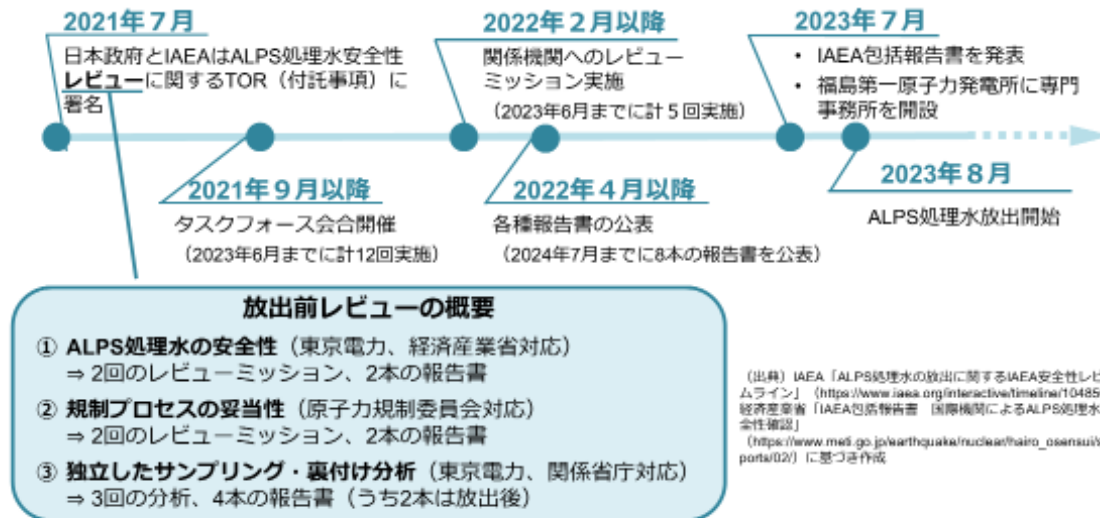 2021年７月
日本政府とIAEAはALPS処理水安全性
レビューに関するTOR（付託事項）に
署名
2022年２月以降
関係機関へのレビュー
ミッション実施
（2023年6月までに計５回実施）
2023年７月
• IAEA包括報告書を発表
• 福島第一原子力発電所に専門
事務所を開設
2021年９月以降
タスクフォース会合開催
（2023年6月までに計12回実施）
2022年４月以降
各種報告書の公表
（2024年7月までに8本の報告書を公表）
2023年８月
ALPS処理水放出開始
放出前レビューの概要
① ALPS処理水の安全性（東京電力、経済産業省対応）
⇒ 2回のレビューミッション、2本の報告書
② 規制プロセスの妥当性（原子力規制委員会対応）
⇒ 2回のレビューミッション、2本の報告書
③ 独立したサンプリング・裏付け分析（東京電力、関係省庁対応）
⇒ 3回の分析、4本の報告書（うち2本は放出後）
（出典）IAEA「ALPS処理水の放出に関するIAEA安全性レビ
ムライン」（https://www.iaea.org/interactive/timeline/10485
経済産業省「IAEA包括報告書　国際機関によるALPS処理水
全性確認」
（https://www.meti.go.jp/earthquake/nuclear/hairo_osensui/
ports/02/）に基づき作成